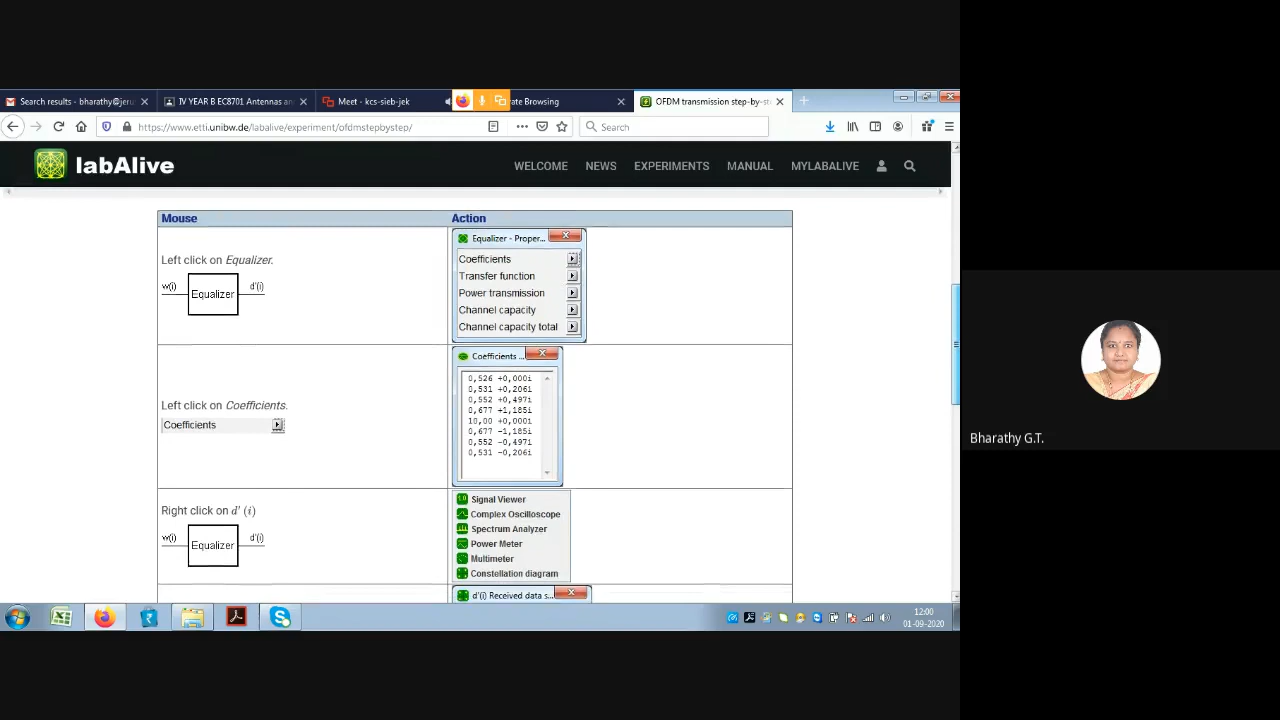 Search results - bharathy@jeru
IV YEAR B EC8701 Antennas an
Meet - kcs-sieb-jek
ate Browsing
OFDM transmission step-by-st
https://www.etti.unibw.de/labalive/experiment/ofdmstepbystep/
Search
labAlive
WELCOME NEWS EXPERIMENTS MANUAL MYLABALIVE
Mouse Action
Left click on Equalizer.
w(i) Equalizer d'(i)
Equalizer - Proper...
Coefficients
Transfer function
Power transmission
Channel capacity
Channel capacity total
Left click on Coefficients.
Coefficients
Coefficients ...
0,526 +0,000i
0,531 +0,206i
0,552 +0,497i
0,677 +1,185i
10,00 +0,000i
0,677 -1,185i
0,552 -0,497i
0,531 -0,206i
Right click on d' (i)
w(i) Equalizer d'(i)
Signal Viewer
Complex Oscilloscope
Spectrum Analyzer
Power Meter
Multimeter
Constellation diagram
d'(i) Received data s...
12:00
01-09-2020
Bharathy G.T.